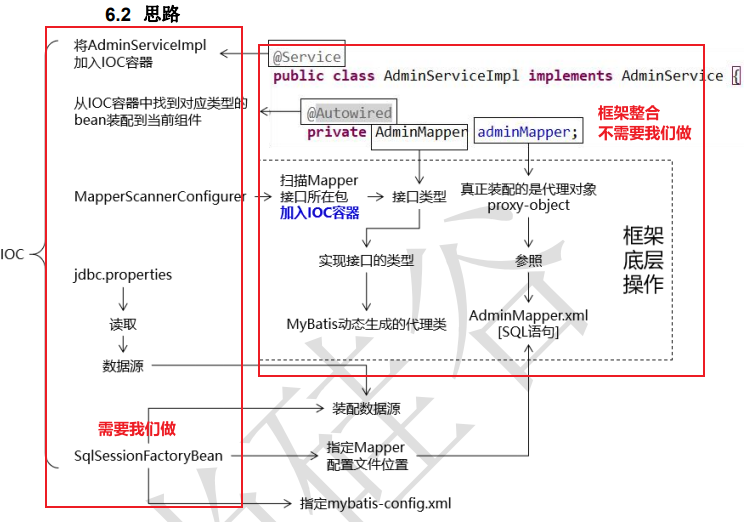 6.2 思路
将AdminServiceImpl
加入IOC容器
@Service
public class AdminServiceImpl implements AdminService {
从IOC容器中找到对应类型的
bean装配到当前组件
@Autowired
private AdminMapper adminMapper;
框架整合
不需要我们做
MapperScannerConfigurer
扫描Mapper
接口所在包
加入IOC容器
接口类型
真正装配的是代理对象
proxy-object
框架
底层
操作
IOC
实现接口的类型
参照
jdbc.properties
MyBatis动态生成的代理类
AdminMapper.xml
[SQL语句]
读取
数据源
装配数据源
需要我们做
SqlSessionFactoryBean
指定Mapper
配置文件位置
指定mybatis-config.xml
尚硅谷